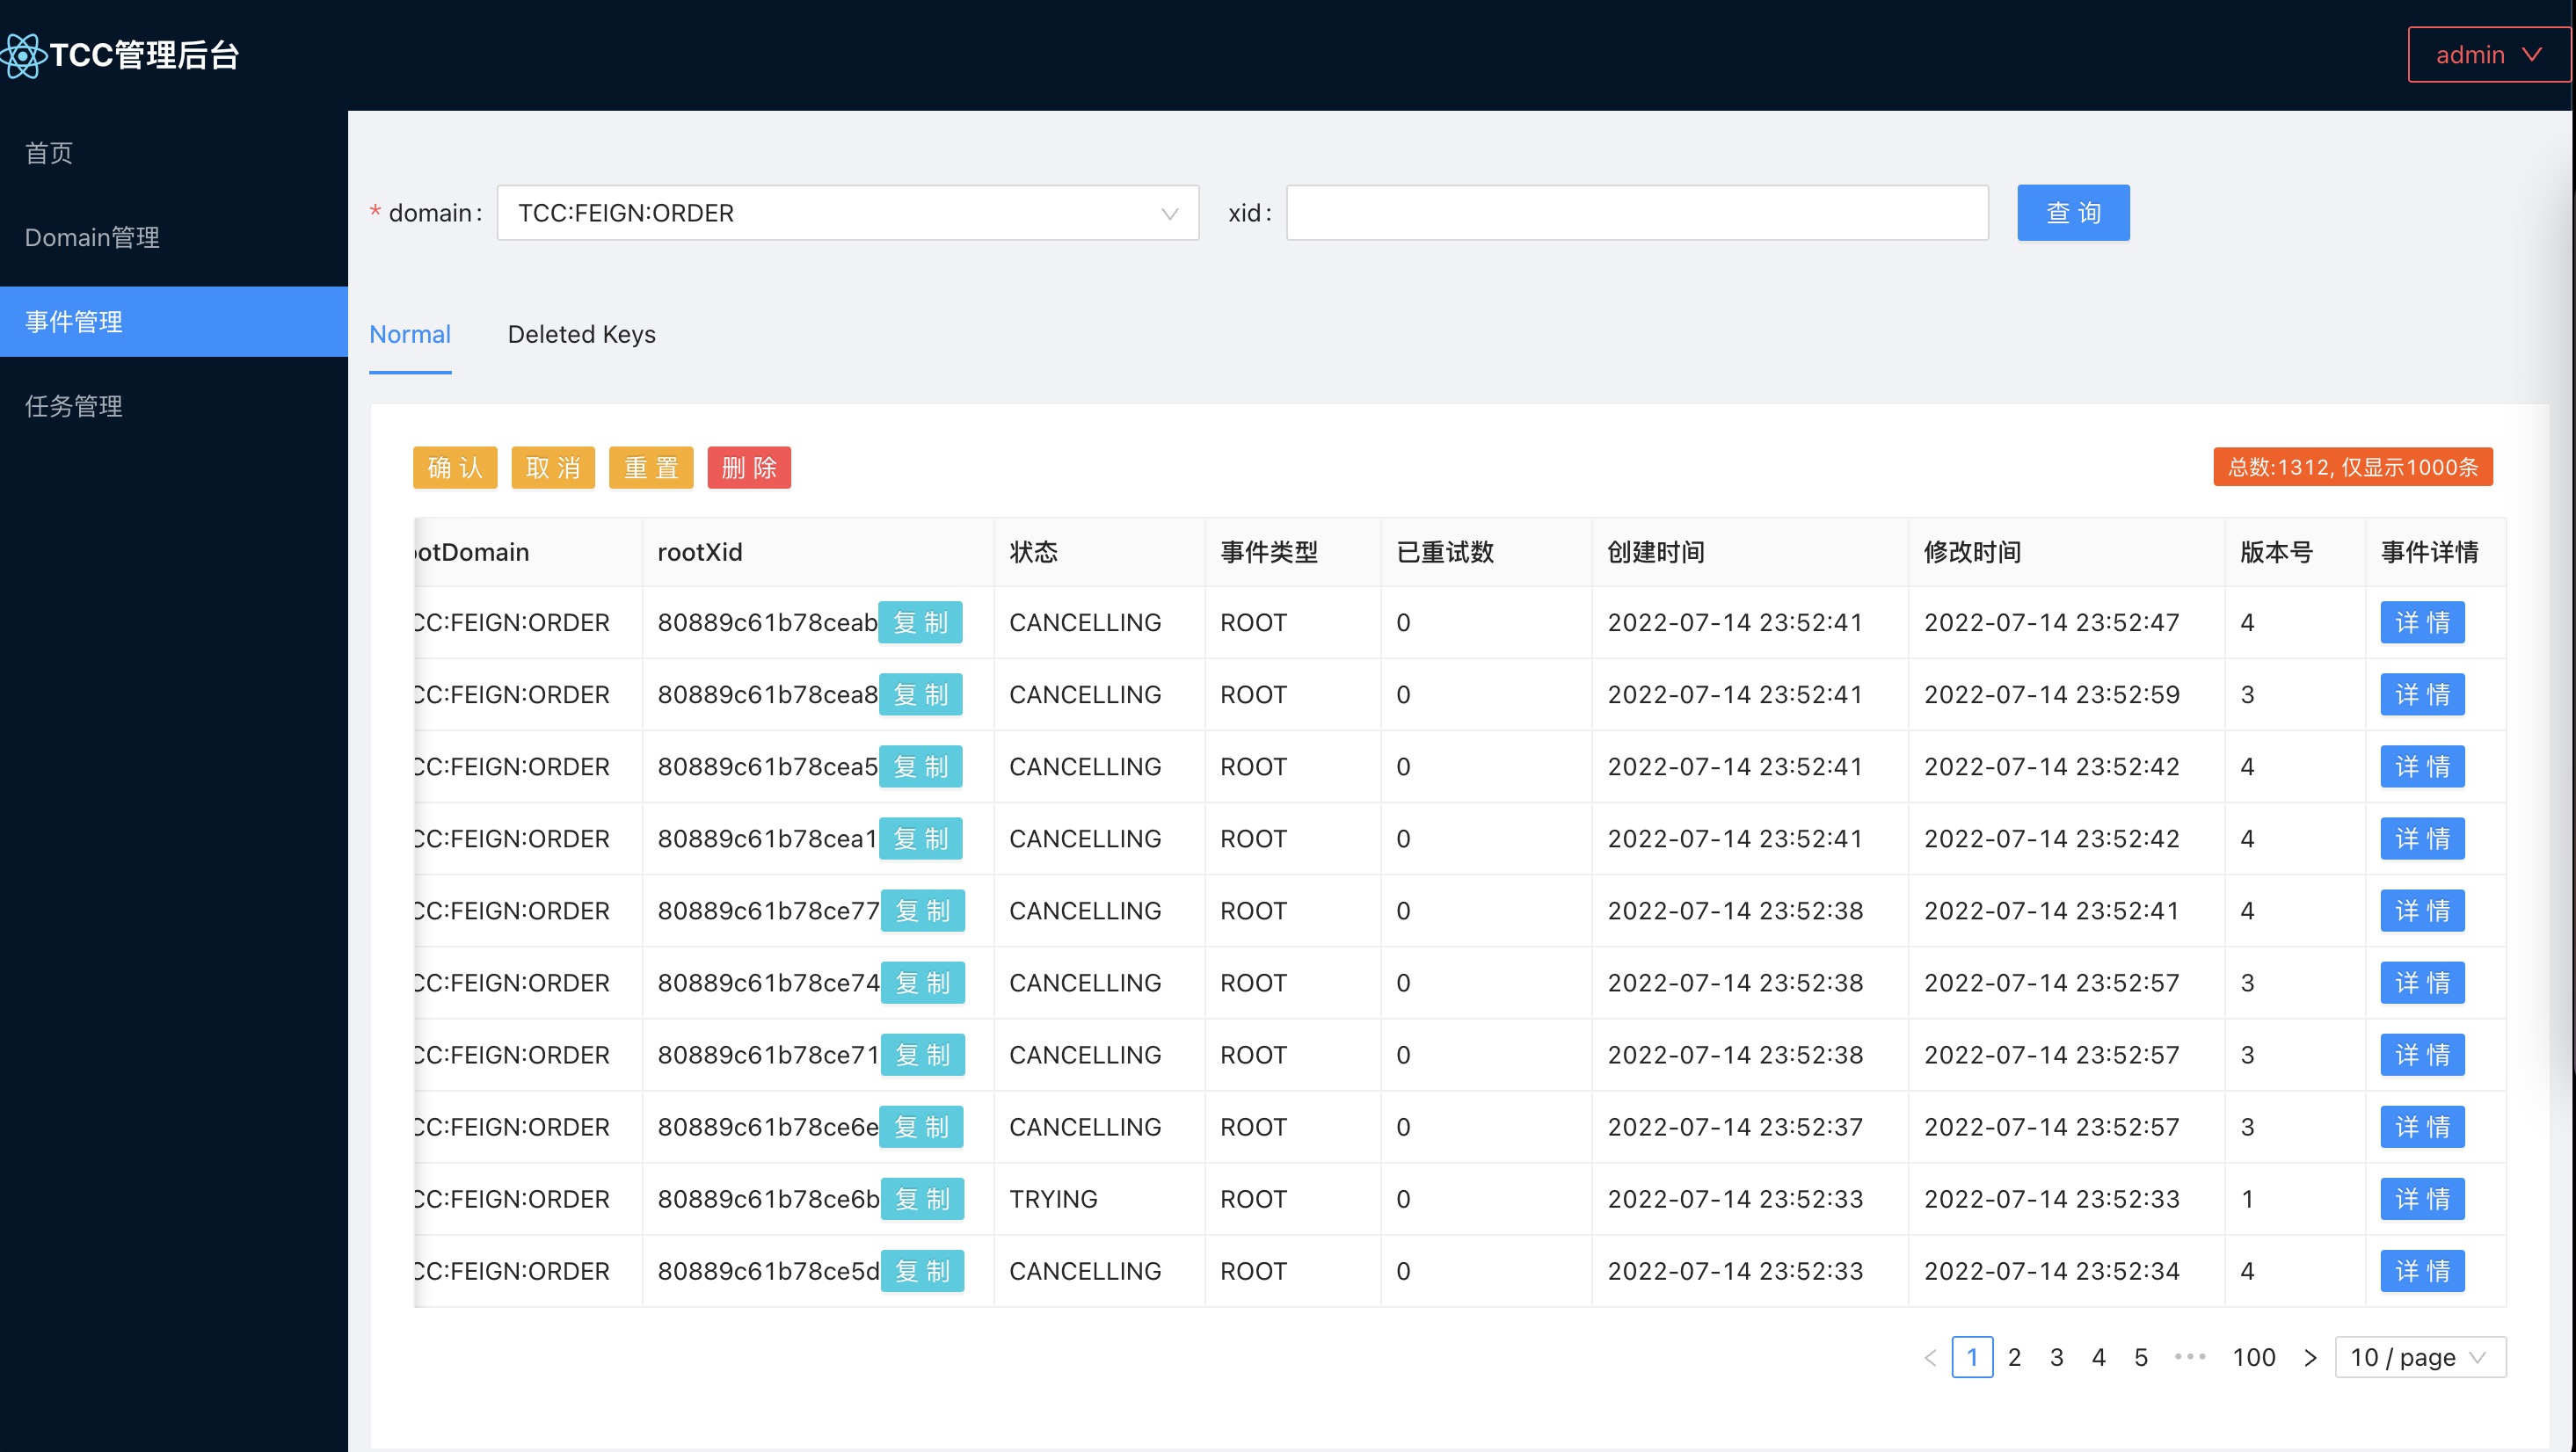 TCC管理后台
admin
首页
Domain管理
事件管理
任务管理
* domain: TCC:FEIGN:ORDER xid: 查 询
Normal Deleted Keys
确 认 取 消 重 置 删 除 总数:1312, 仅显示1000条
otDomain rootXid 状态 事件类型 已重试数 创建时间 修改时间 版本号 事件详情
CC:FEIGN:ORDER 80889c61b78ceab 复 制 CANCELLING ROOT 0 2022-07-14 23:52:41 2022-07-14 23:52:47 4 详 情
CC:FEIGN:ORDER 80889c61b78cea8 复 制 CANCELLING ROOT 0 2022-07-14 23:52:41 2022-07-14 23:52:59 3 详 情
CC:FEIGN:ORDER 80889c61b78cea5 复 制 CANCELLING ROOT 0 2022-07-14 23:52:41 2022-07-14 23:52:42 4 详 情
CC:FEIGN:ORDER 80889c61b78cea1 复 制 CANCELLING ROOT 0 2022-07-14 23:52:41 2022-07-14 23:52:42 4 详 情
CC:FEIGN:ORDER 80889c61b78ce77 复 制 CANCELLING ROOT 0 2022-07-14 23:52:38 2022-07-14 23:52:41 4 详 情
CC:FEIGN:ORDER 80889c61b78ce74 复 制 CANCELLING ROOT 0 2022-07-14 23:52:38 2022-07-14 23:52:57 3 详 情
CC:FEIGN:ORDER 80889c61b78ce71 复 制 CANCELLING ROOT 0 2022-07-14 23:52:38 2022-07-14 23:52:57 3 详 情
CC:FEIGN:ORDER 80889c61b78ce6e 复 制 CANCELLING ROOT 0 2022-07-14 23:52:37 2022-07-14 23:52:57 3 详 情
CC:FEIGN:ORDER 80889c61b78ce6b 复 制 TRYING ROOT 0 2022-07-14 23:52:33 2022-07-14 23:52:33 1 详 情
CC:FEIGN:ORDER 80889c61b78ce5d 复 制 CANCELLING ROOT 0 2022-07-14 23:52:33 2022-07-14 23:52:34 4 详 情
< 1 2 3 4 5 ••• 100 > 10 / page